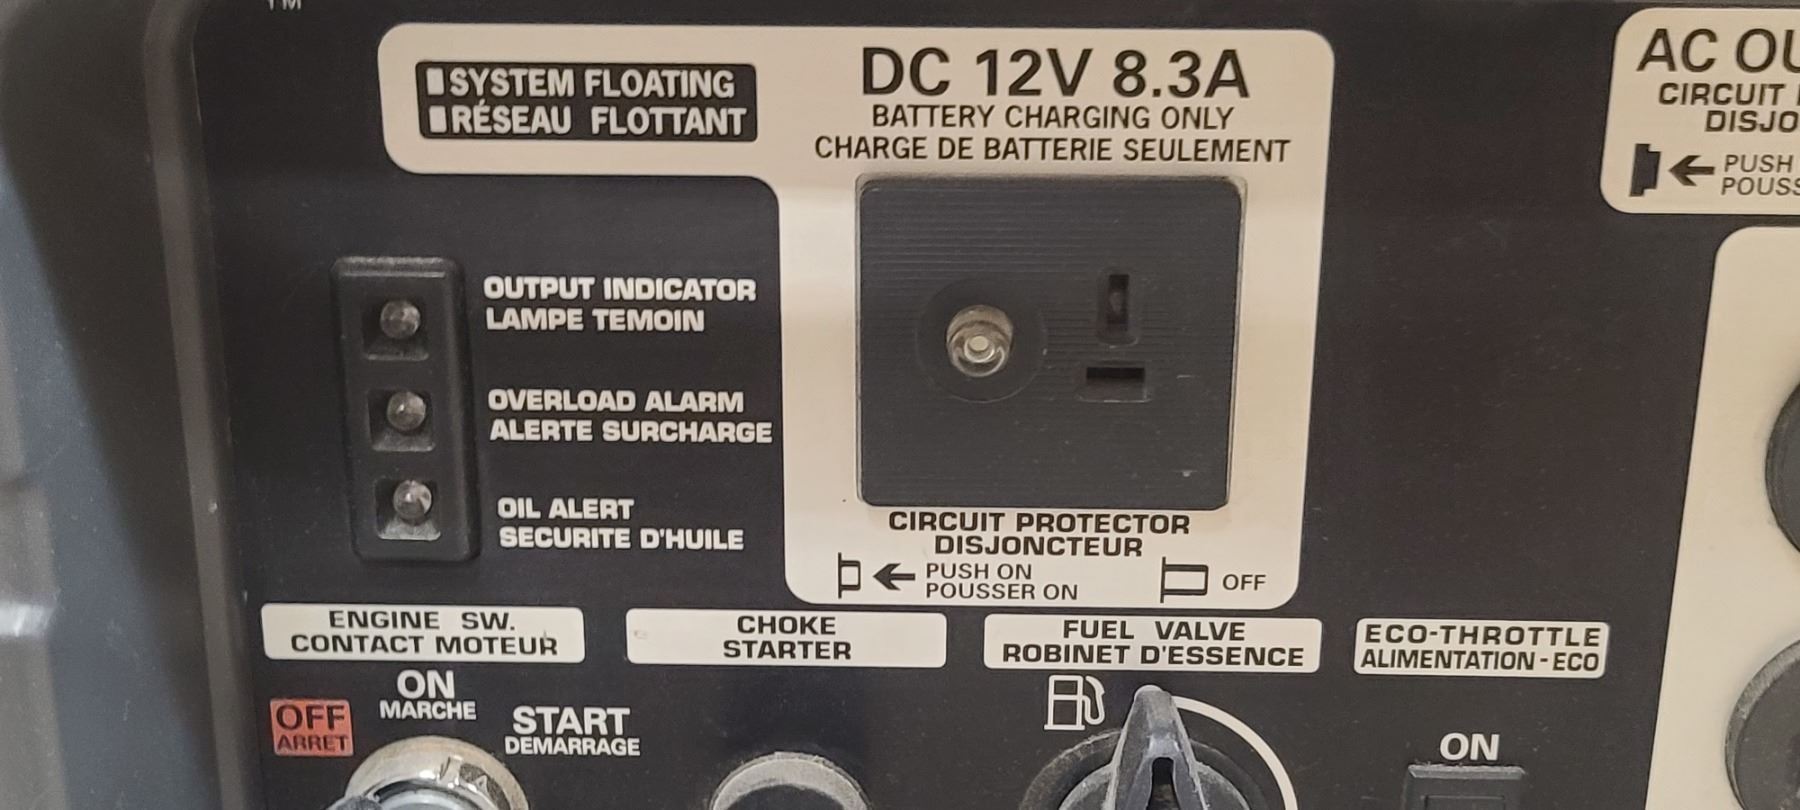 TM
SYSTEM FLOATING
RÉSEAU FLOTTANT
DC 12V 8.3A
BATTERY CHARGING ONLY
CHARGE DE BATTERIE SEULEMENT
AC
CIRCUIT
PUSH
OUTPUT INDICATOR
LAMPE TEMOIN
OVERLOAD ALARM
ALERTE SURCHARGE
OIL ALERT
SECURITE D'HUILE
CIRCUIT PROTECTOR
DISJONCTEUR
PUSH ON
POUSSER ON
OFF
ENGINE SW.
CONTACT MOTEUR
CHOKE
STARTER
FUEL VALVE
ROBINET D'ESSENCE
ECO-THROTTLE
ALIMENTATION-ECO
OFF
ARRET
ON
MARCHE
START
DEMARRAGE
ON